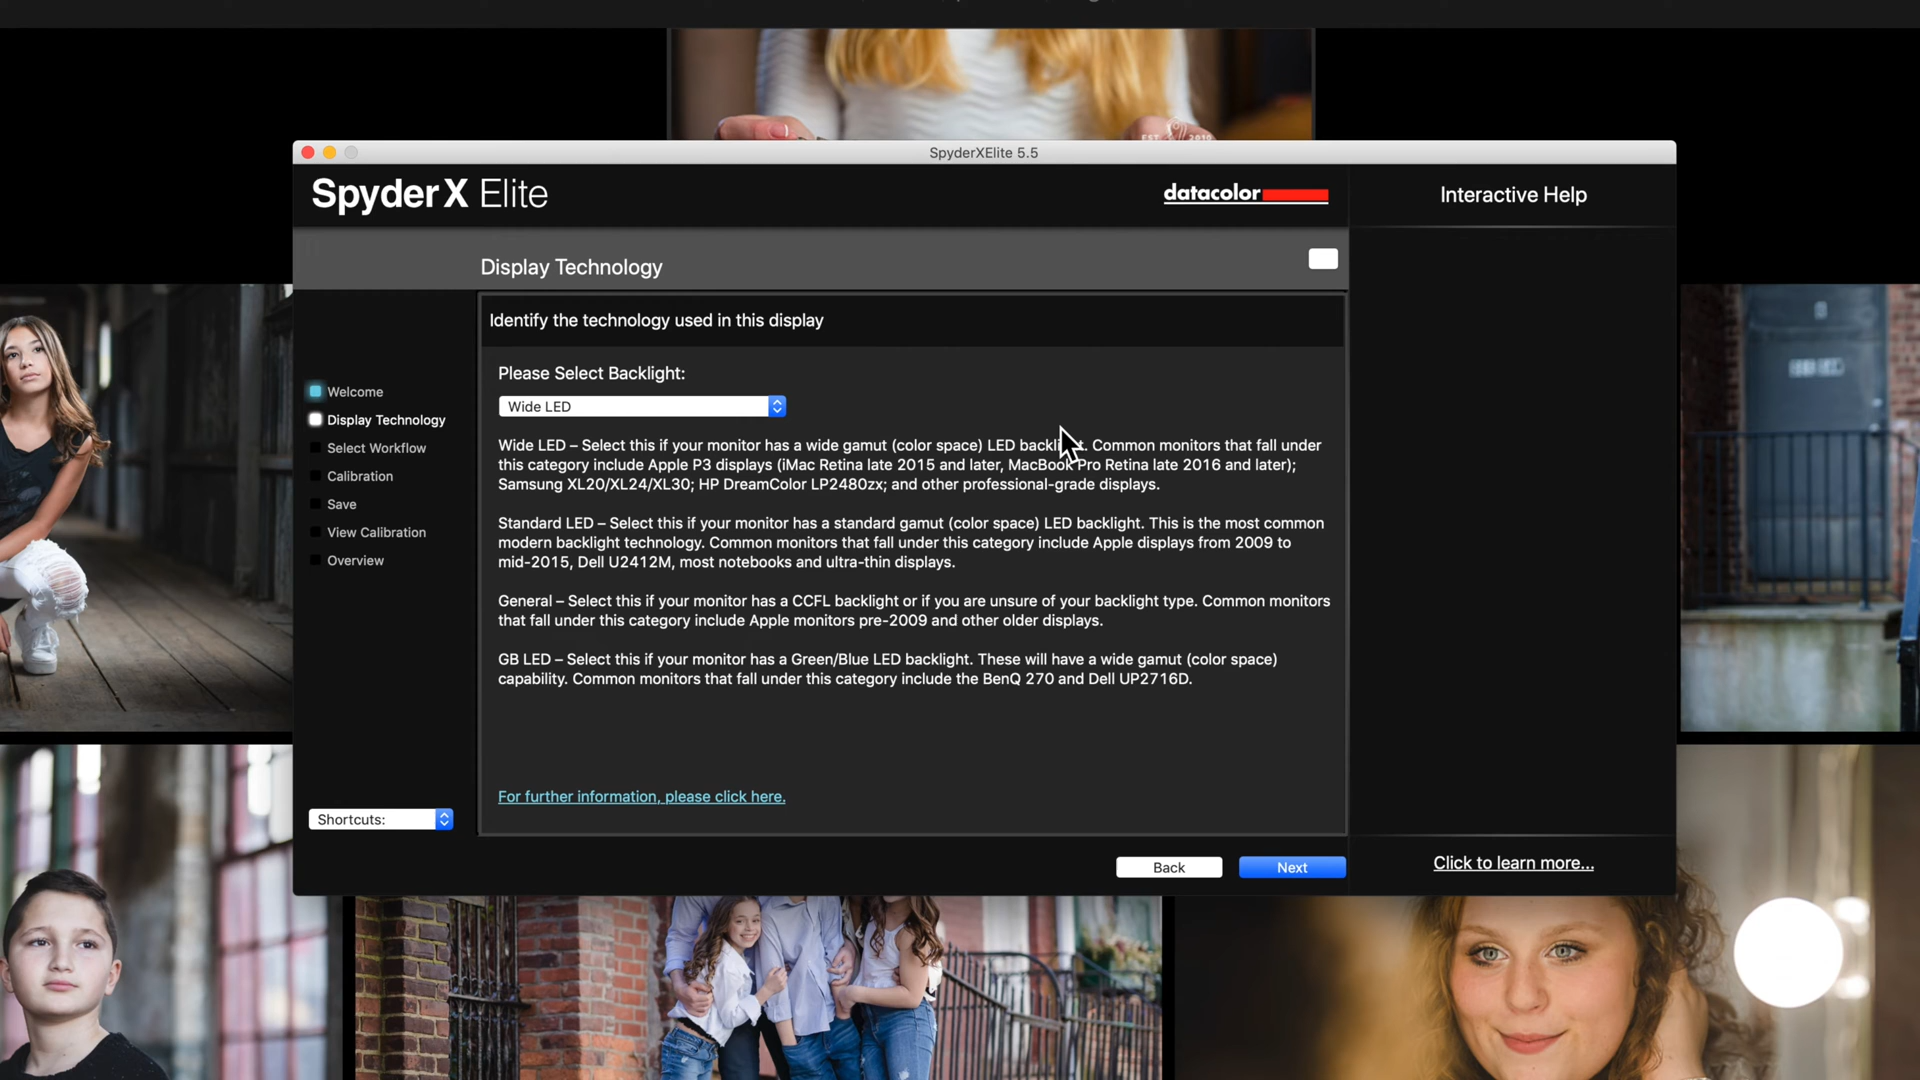 EST 2010
SpyderXElite 5.5
SpyderX Elite
datacolor
Interactive Help
Display Technology
Identify the technology used in this display
Please Select Backlight:
Wide LED
Wide LED – Select this if your monitor has a wide gamut (color space) LED backlight. Common monitors that fall under
this category include Apple P3 displays (iMac Retina late 2015 and later, MacBook Pro Retina late 2016 and later);
Samsung XL20/XL24/XL30; HP DreamColor LP2480zx; and other professional-grade displays.
Standard LED – Select this if your monitor has a standard gamut (color space) LED backlight. This is the most common
modern backlight technology. Common monitors that fall under this category include Apple displays from 2009 to
mid-2015, Dell U2412M, most notebooks and ultra-thin displays.
General – Select this if your monitor has a CCFL backlight or if you are unsure of your backlight type. Common monitors
that fall under this category include Apple monitors pre-2009 and other older displays.
GB LED – Select this if your monitor has a Green/Blue LED backlight. These will have a wide gamut (color space)
capability. Common monitors that fall under this category include the BenQ 270 and Dell UP2716D.
For further information, please click here.
Welcome
Display Technology
Select Workflow
Calibration
Save
View Calibration
Overview
Shortcuts:
Back
Next
Click to learn more...